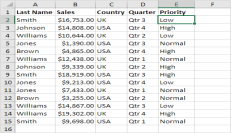 A B C D E F
1 Last Name Sales Country Quarter Priority
2 Smith $16,753.00 UK Qtr 3 Low
3 Johnson $14,808.00 USA Qtr 4 High
4 Williams $10,644.00 UK Qtr 2 Low
5 Jones $1,390.00 USA Qtr 3 Normal
6 Brown $4,865.00 USA Qtr 4 High
7 Williams $12,438.00 UK Qtr 1 Normal
8 Johnson $9,339.00 UK Qtr 2 High
9 Smith $18,919.00 USA Qtr 3 High
10 Jones $9,213.00 USA Qtr 4 Low
11 Jones $7,433.00 UK Qtr 1 Normal
12 Brown $3,255.00 USA Qtr 2 Normal
13 Williams $14,867.00 USA Qtr 3 Low
14 Williams $19,302.00 UK Qtr 4 High
15 Smith $9,698.00 USA Qtr 1 Normal
16